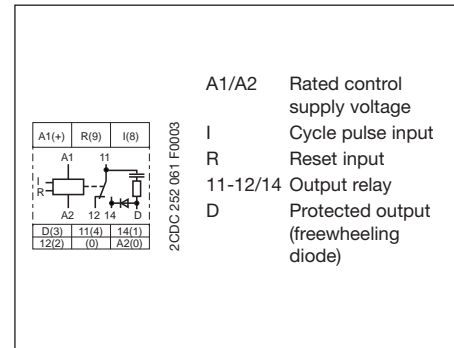 A1(+) R(9) I(8)
A1 11
I
R
A2 12 14 D
D(3) 11(4) 14(1)
12(2) (0) A2(0)
2CDC 252 061 F0003
A1/A2 Rated control
supply voltage
I Cycle pulse input
R Reset input
11-12/14 Output relay
D Protected output
(freewheeling
diode)